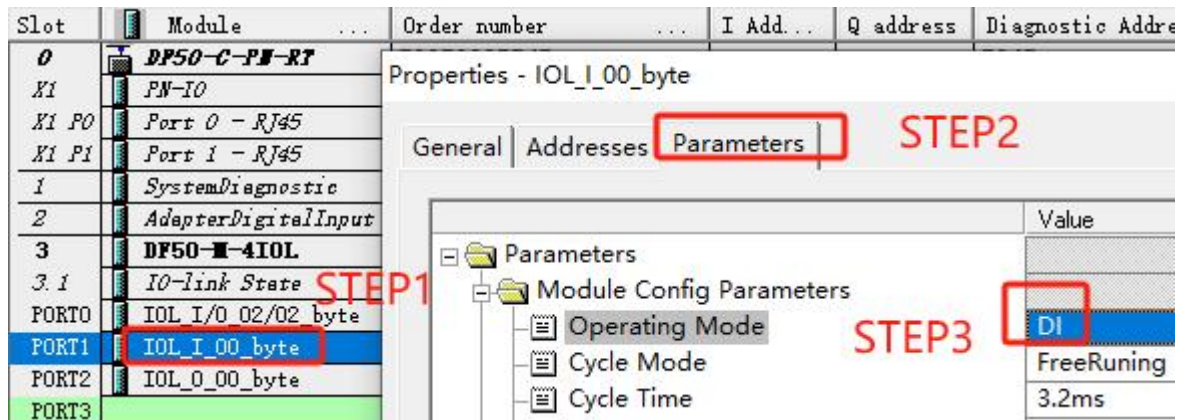 Slot Module ... Order number ... I Add... Q address Diagnostic Addre
0 DF50-C-PN-RT
Properties - IOL_I_00_byte
X1 PN-IO
X1 P0 Port 0 - RJ45
X1 P1 Port 1 - RJ45
General Addresses Parameters STEP2
1 SystemDiagnostic
2 AdapterDigitalInput
Value
3 DF50-M-4IOL
Parameters
3.1 IO-link State STEP1
Module Config Parameters
PORT0 IOL_I/O_02/02_byte
Operating Mode STEP3 DI
PORT1 IOL_I_00_byte
Cycle Mode FreeRuning
PORT2 IOL_O_00_byte
Cycle Time 3.2ms
PORT3